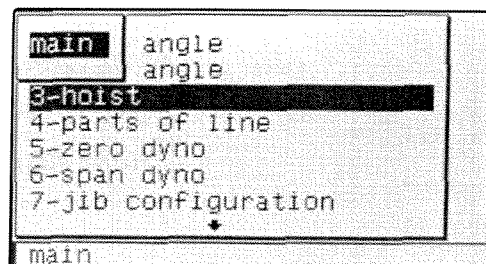 main angle
angle
3-hoist
4-parts of line
5-zero dyno
6-span dyno
7-jib configuration
main